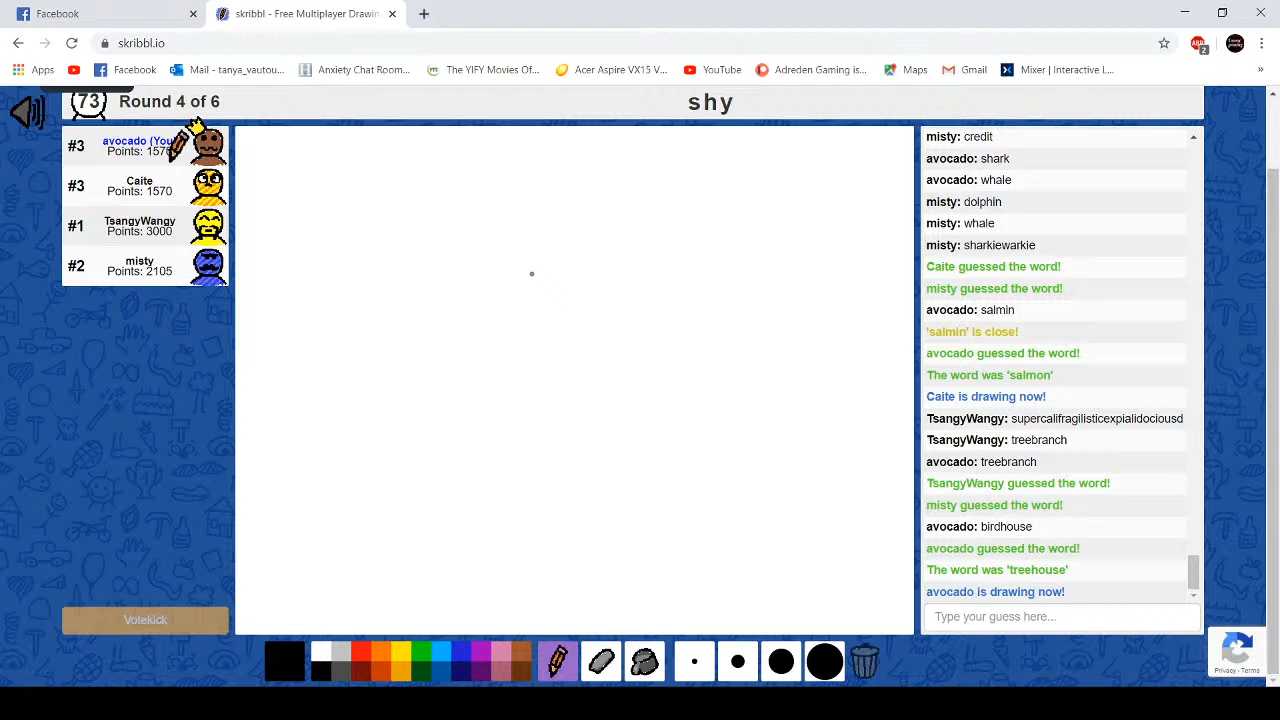 Facebook
skribbl - Free Multiplayer Drawin
skribbl.io
Apps
Facebook
Mail - tanya_vautou...
Anxiety Chat Room...
The YIFY Movies Of...
Acer Aspire VX15 V...
YouTube
Adreden Gaming is...
Maps
Gmail
Mixer | Interactive L...
73
Round 4 of 6
shy
#3
avocado (You
Points: 1570
#3
Caite
Points: 1570
#1
TsangyWangy
Points: 3000
#2
misty
Points: 2105
misty: credit
avocado: shark
avocado: whale
misty: dolphin
misty: whale
misty: sharkiewarkie
Caite guessed the word!
misty guessed the word!
avocado: salmin
'salmin' is close!
avocado guessed the word!
The word was 'salmon'
Caite is drawing now!
TsangyWangy: supercalifragilisticexpialidociousd
TsangyWangy: treebranch
avocado: treebranch
TsangyWangy guessed the word!
misty guessed the word!
avocado: birdhouse
avocado guessed the word!
The word was 'treehouse'
avocado is drawing now!
Type your guess here...
Votekick
Privacy - Terms